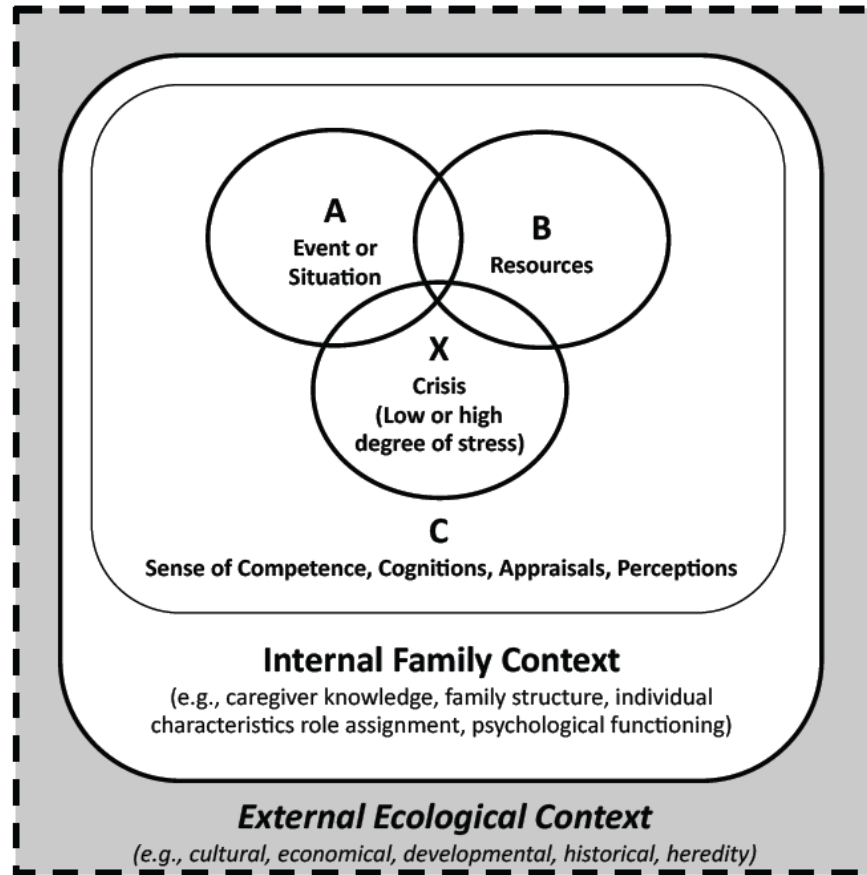 A
Event or
Situation
B
Resources
X
Crisis
(Low or high
degree of stress)
C
Sense of Competence, Cognitions, Appraisals, Perceptions
Internal Family Context
(e.g., caregiver knowledge, family structure, individual
characteristics role assignment, psychological functioning)
External Ecological Context
(e.g., cultural, economical, developmental, historical, heredity)